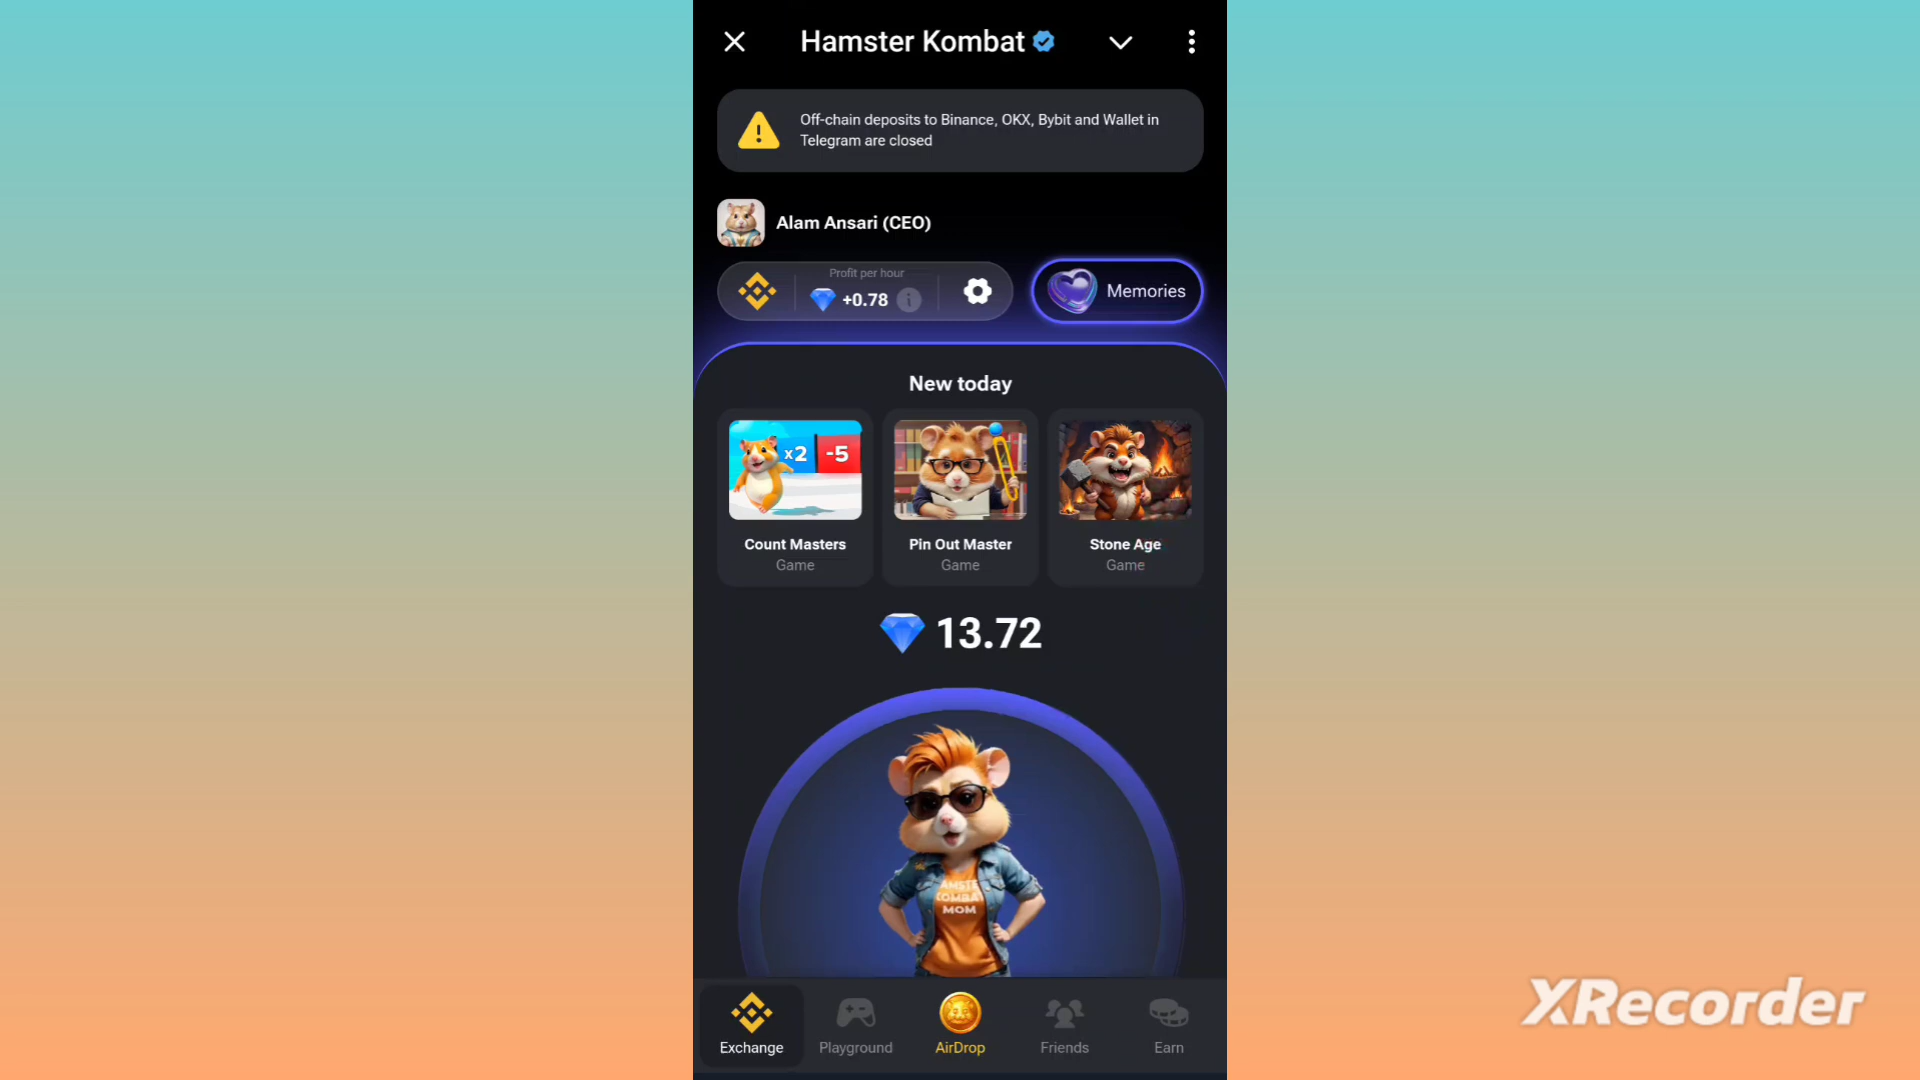 Hamster Kombat
Off-chain deposits to Binance, OKX, Bybit and Wallet in
Telegram are closed
Alam Ansari (CEO)
Profit per hour
+0.78
Memories
New today
x2 -5
Count Masters
Game
Pin Out Master
Game
Stone Age
Game
13.72
KOMBAT
MOM
Exchange
Playground
AirDrop
Friends
Earn
XRecorder